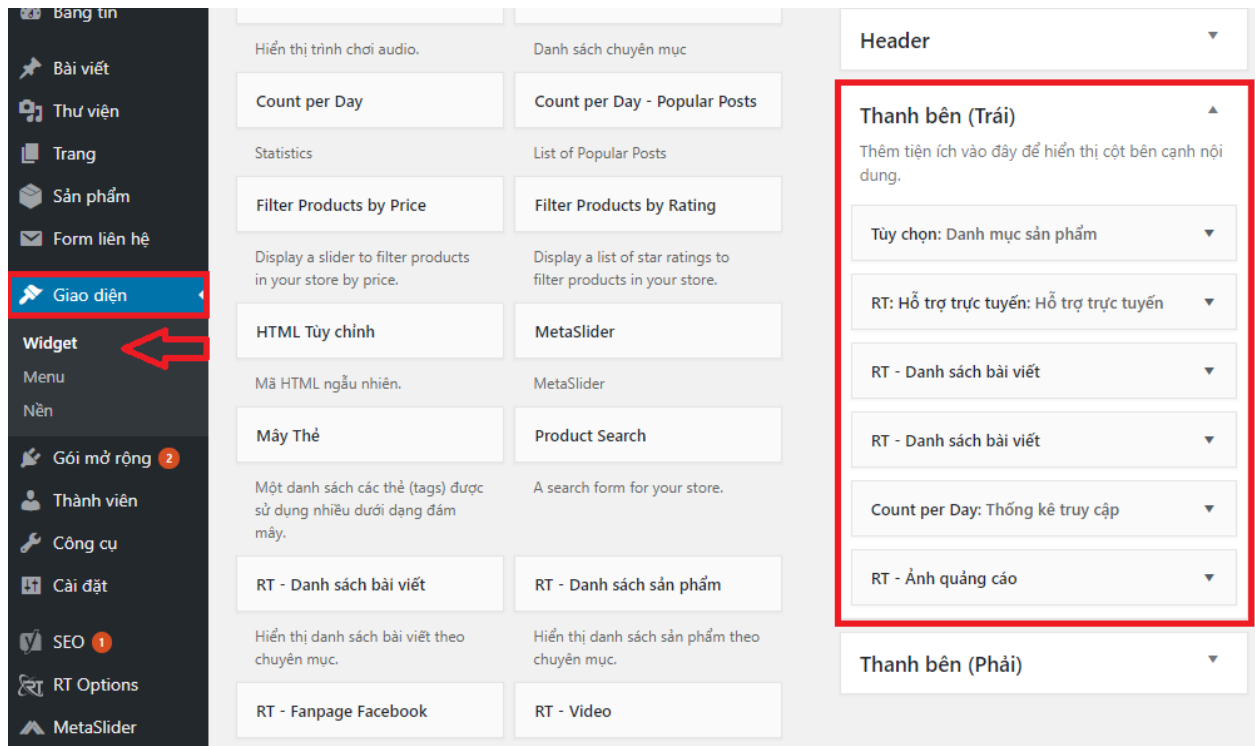 Bảng tin
Bài viết
Thư viện
Trang
Sản phẩm
Form liên hệ
Giao diện
Widget
Menu
Nền
Gói mở rộng 2
Thành viên
Công cụ
Cài đặt
SEO 1
RT Options
MetaSlider
Hiển thị trình chơi audio.
Danh sách chuyên mục
Count per Day
Count per Day - Popular Posts
Statistics
List of Popular Posts
Filter Products by Price
Filter Products by Rating
Display a slider to filter products
in your store by price.
Display a list of star ratings to
filter products in your store.
HTML Tùy chỉnh
MetaSlider
Mã HTML ngẫu nhiên.
MetaSlider
Mây Thẻ
Product Search
Một danh sách các thẻ (tags) được
sử dụng nhiều dưới dạng đám
mây.
A search form for your store.
RT - Danh sách bài viết
RT - Danh sách sản phẩm
Hiển thị danh sách bài viết theo
chuyên mục.
Hiển thị danh sách sản phẩm theo
chuyên mục.
RT - Fanpage Facebook
RT - Video
Header
Thanh bên (Trái)
Thêm tiện ích vào đây để hiển thị cột bên cạnh nội
dung.
Tùy chọn: Danh mục sản phẩm
RT: Hỗ trợ trực tuyến: Hỗ trợ trực tuyến
RT - Danh sách bài viết
RT - Danh sách bài viết
Count per Day: Thống kê truy cập
RT - Ảnh quảng cáo
Thanh bên (Phải)